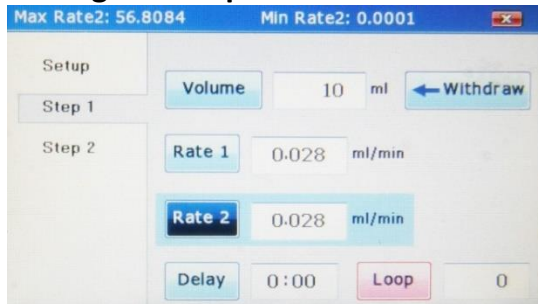 Max Rate2: 56.8084 Min Rate2: 0.0001
Setup
Volume 10 ml Withdraw
Step 1
Step 2 Rate 1 0.028 ml/min
Rate 2 0.028 ml/min
Delay 0:00 Loop 0